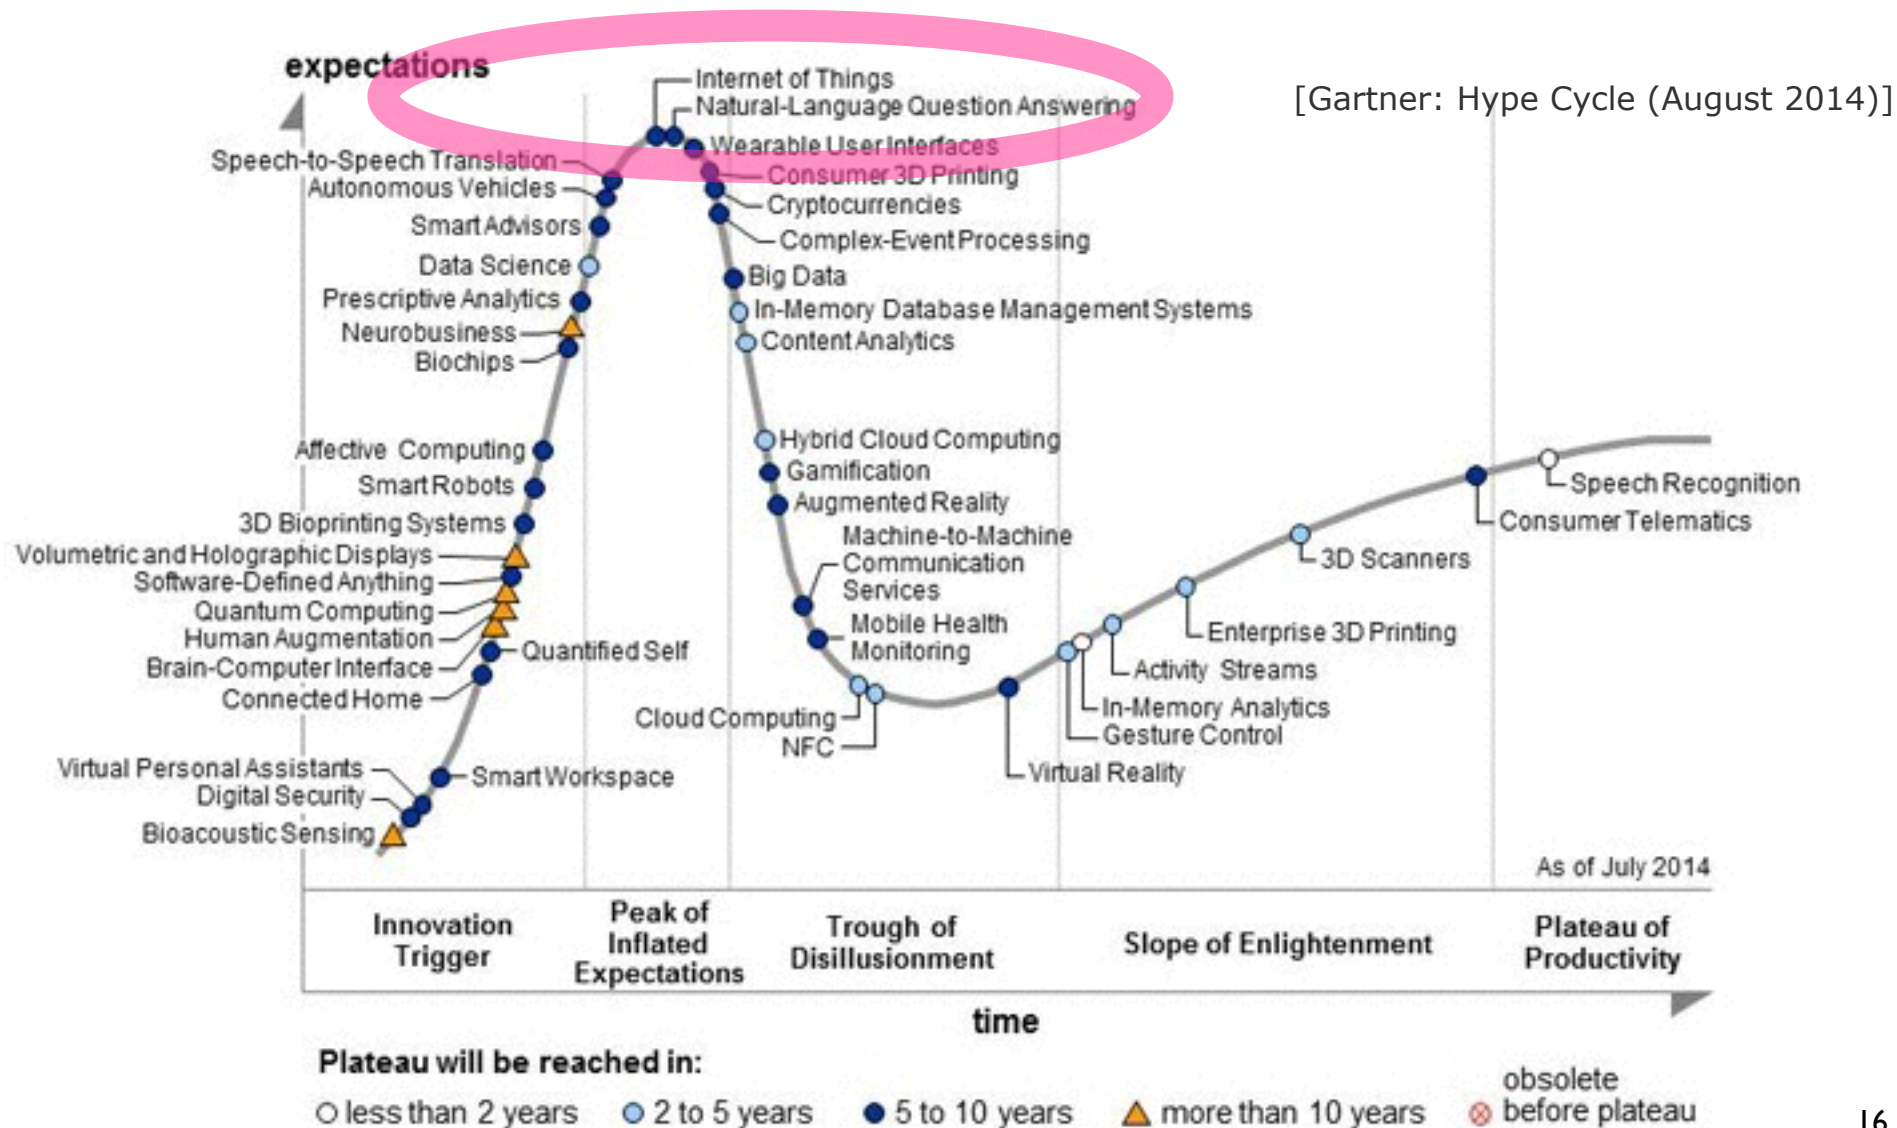 expectations
[Gartner: Hype Cycle (August 2014)]
Internet of Things
Natural-Language Question Answering
Wearable User Interfaces
Speech-to-Speech Translation
Consumer 3D Printing
Autonomous Vehicles
Cryptocurrencies
Smart Advisors
Complex-Event Processing
Data Science
Big Data
Prescriptive Analytics
In-Memory Database Management Systems
Neurobusiness
Content Analytics
Biochips
Hybrid Cloud Computing
Affective Computing
Gamification
Smart Robots
Augmented Reality
3D Bioprinting Systems
Machine-to-Machine
Communication
Services
Volumetric and Holographic Displays
Software-Defined Anything
Quantum Computing
Human Augmentation
Mobile Health
Monitoring
Quantified Self
Brain-Computer Interface
Connected Home
Cloud Computing
NFC
Virtual Personal Assistants
Smart Workspace
Digital Security
Bioacoustic Sensing
Speech Recognition
Consumer Telematics
3D Scanners
Enterprise 3D Printing
Activity Streams
In-Memory Analytics
Gesture Control
Virtual Reality
As of July 2014
Innovation
Trigger
Peak of
Inflated
Expectations
Trough of
Disillusionment
Slope of Enlightenment
Plateau of
Productivity
time
Plateau will be reached in:
less than 2 years
2 to 5 years
5 to 10 years
more than 10 years
obsolete
before plateau
16